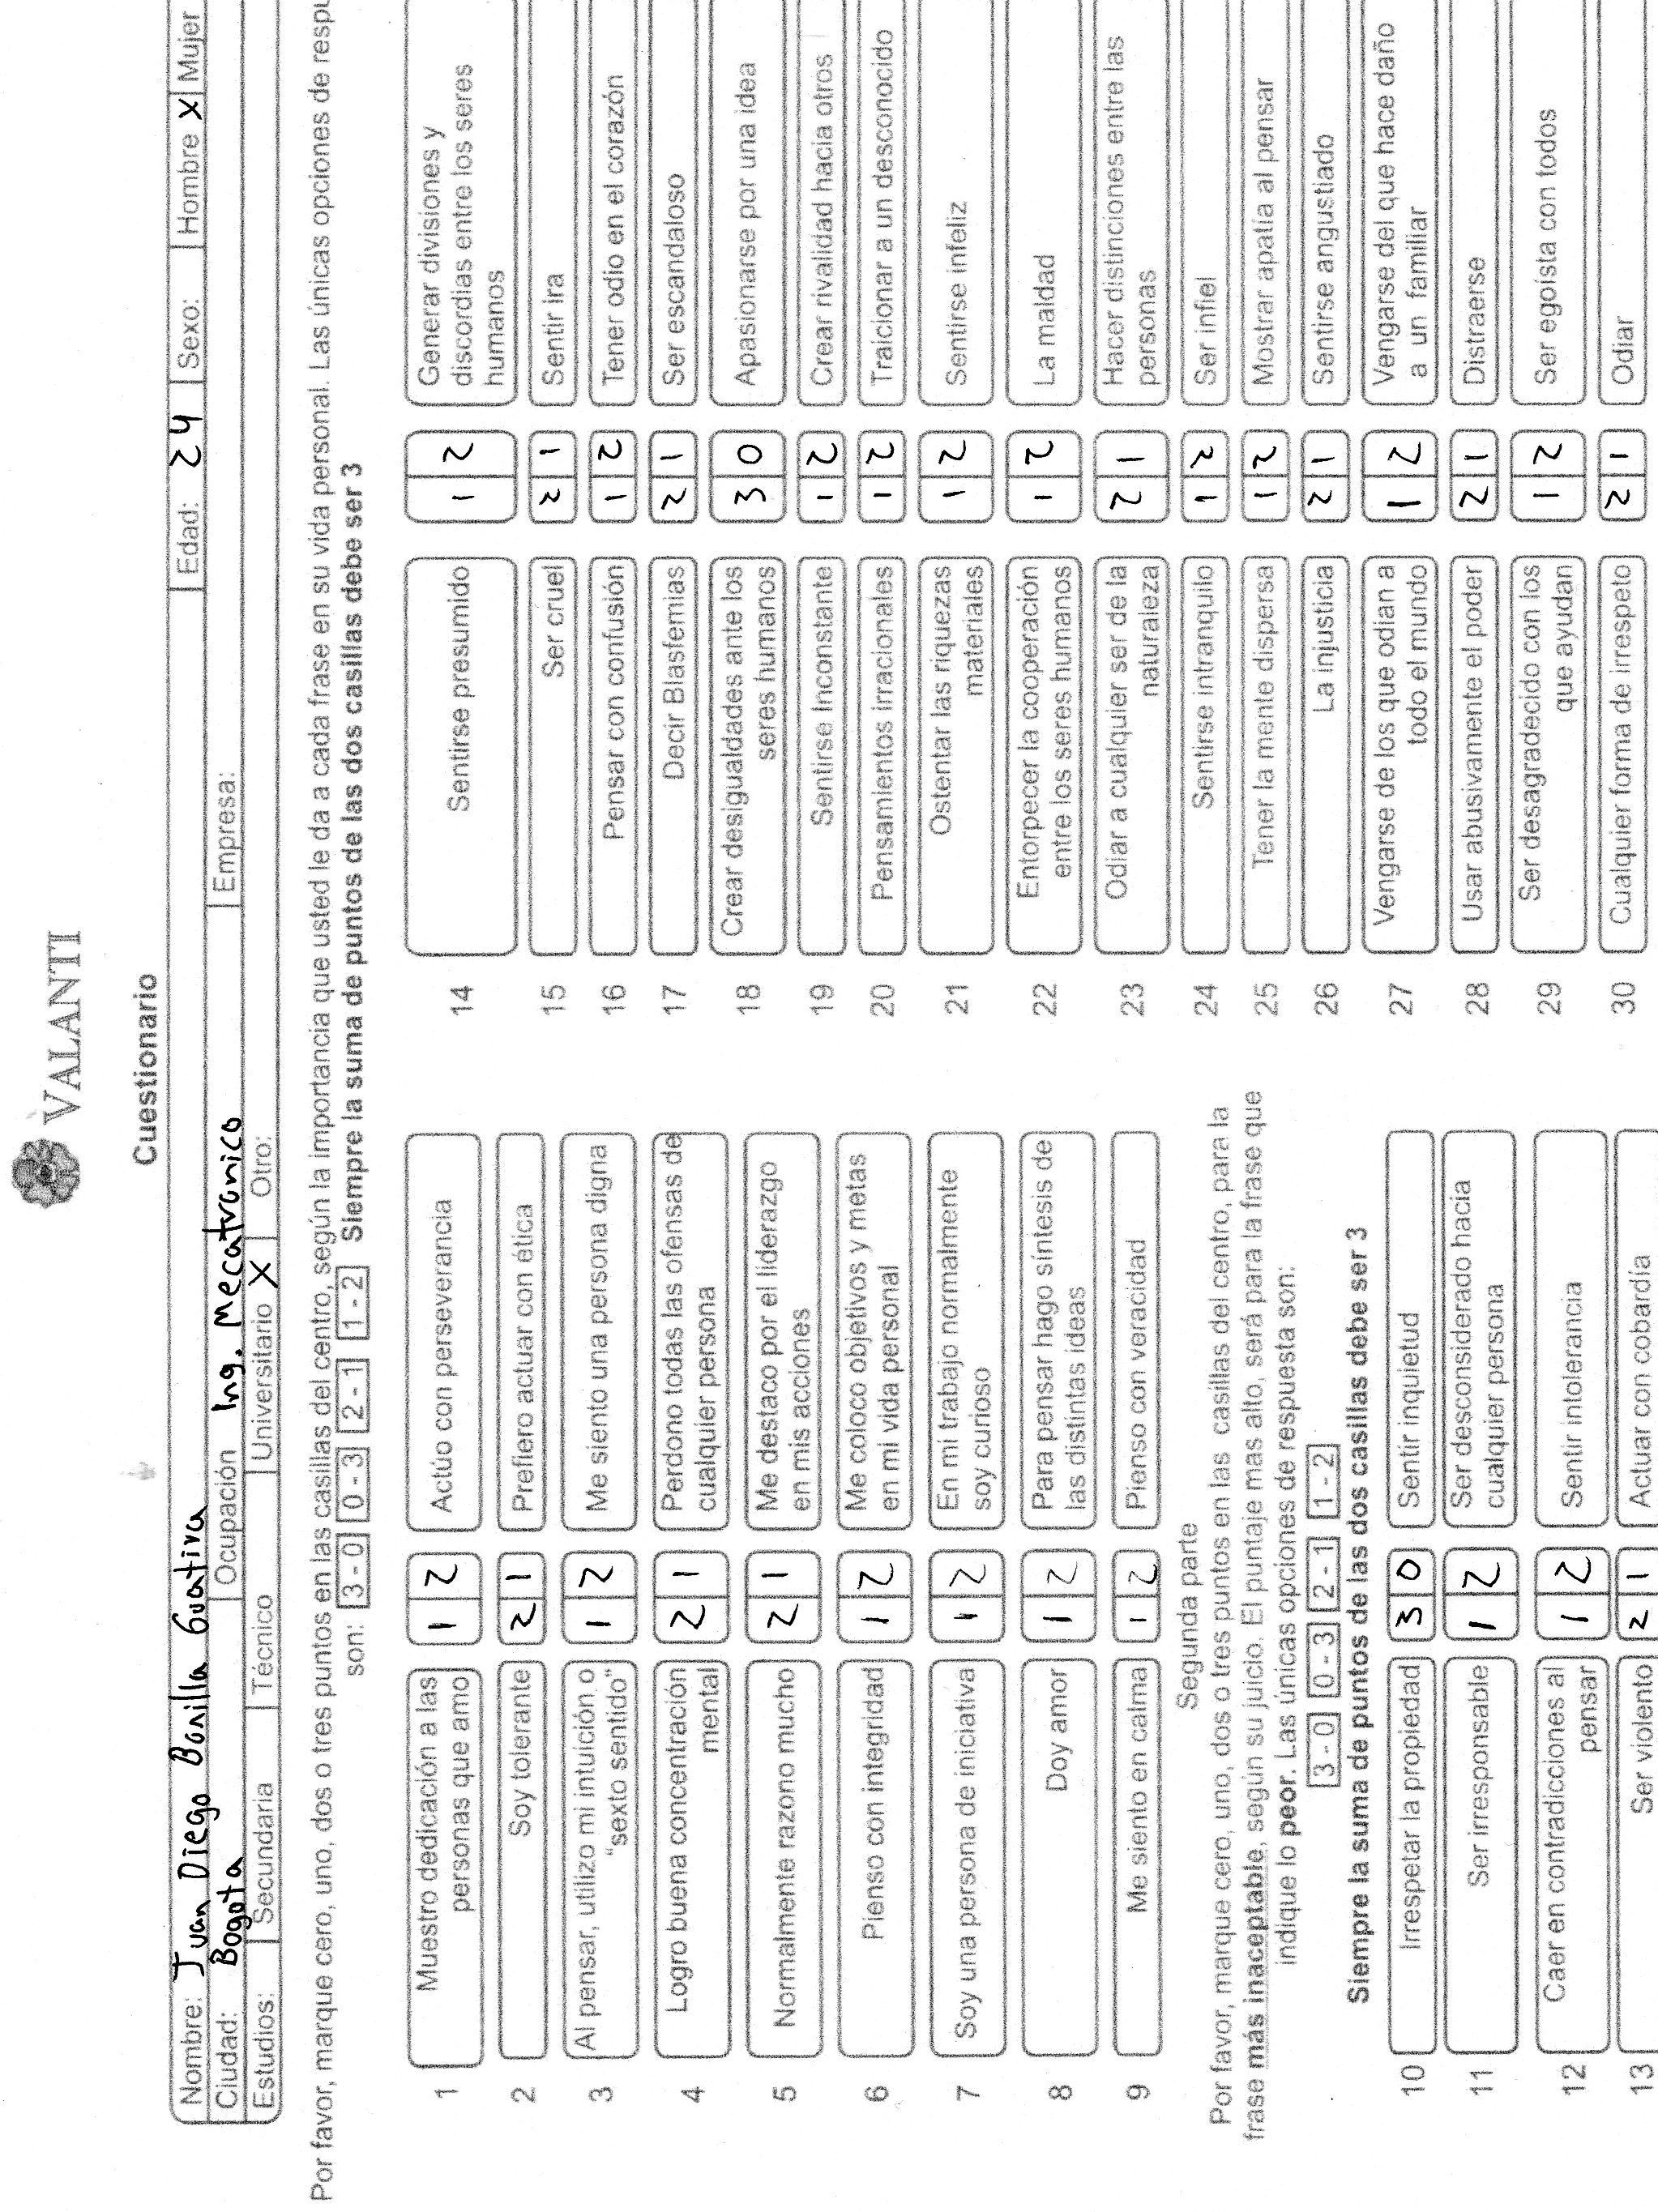 VALANTI
Cuestionario
Nombre: Juan Diego Bonilla Guativa Edad: 24 Sexo: Hombre X Mujer
Ciudad: Bogota Ocupación Ing. Mecatronico Empresa:
Estudios: Secundaria Técnico Universitario X Otro:
Por favor, marque cero, uno, dos o tres puntos en las casillas del centro, según la importancia que usted le da a cada frase en su vida personal. Las únicas opciones de respu
son: 3 - 0 0 - 3 2 - 1 1 - 2 Siempre la suma de puntos de las dos casillas debe ser 3
1 Muestro dedicación a las
personas que amo 1 2 Actúo con perseverancia
2 Soy tolerante 2 1 Prefiero actuar con ética
3 Al pensar, utilizo mi intuición o
"sexto sentido" 1 2 Me siento una persona digna
4 Logro buena concentración
mental 2 1 Perdono todas las ofensas de
cualquier persona
5 Normalmente razono mucho 2 1 Me destaco por el liderazgo
en mis acciones
6 Pienso con integridad 1 2 Me coloco objetivos y metas
en mi vida personal
7 Soy una persona de iniciativa 1 2 En mi trabajo normalmente
soy curioso
8 Doy amor 1 2 Para pensar hago síntesis de
las distintas ideas
9 Me siento en calma 1 2 Pienso con veracidad
Segunda parte
Por favor, marque cero, uno, dos o tres puntos en las casillas del centro, para la
frase más inaceptable, según su juicio. El puntaje mas alto, será para la frase que
indique lo peor. Las únicas opciones de respuesta son:
3 - 0 0 - 3 2 - 1 1 - 2
Siempre la suma de puntos de las dos casillas debe ser 3
10 Irrespetar la propiedad 3 0 Sentir inquietud
11 Ser irresponsable 1 2 Ser desconsiderado hacia
cualquier persona
12 Caer en contradicciones al
pensar 1 2 Sentir intolerancia
13 Ser violento 2 1 Actuar con cobardía
14 Sentirse presumido 1 2 Generar divisiones y
discordias entre los seres
humanos
15 Ser cruel 2 1 Sentir ira
16 Pensar con confusión 1 2 Tener odio en el corazón
17 Decir Blasfemias 2 1 Ser escandaloso
18 Crear desigualdades ante los
seres humanos 3 0 Apasionarse por una idea
19 Sentirse Inconstante 1 2 Crear rivalidad hacia otros
20 Pensamientos irracionales 1 2 Traicionar a un desconocido
21 Ostentar las riquezas
materiales 1 2 Sentirse infeliz
22 Entorpecer la cooperación
entre los seres humanos 1 2 La maldad
23 Odiar a cualquier ser de la
naturaleza 2 1 Hacer distinciones entre las
personas
24 Sentirse intranquilo 1 2 Ser infiel
25 Tener la mente dispersa 1 2 Mostrar apatía al pensar
26 La injusticia 2 1 Sentirse angustiado
27 Vengarse de los que odian a
todo el mundo 1 2 Vengarse del que hace daño
a un familiar
28 Usar abusivamente el poder 2 1 Distraerse
29 Ser desagradecido con los
que ayudan 1 2 Ser egoísta con todos
30 Cualquier forma de irrespeto 2 1 Odiar